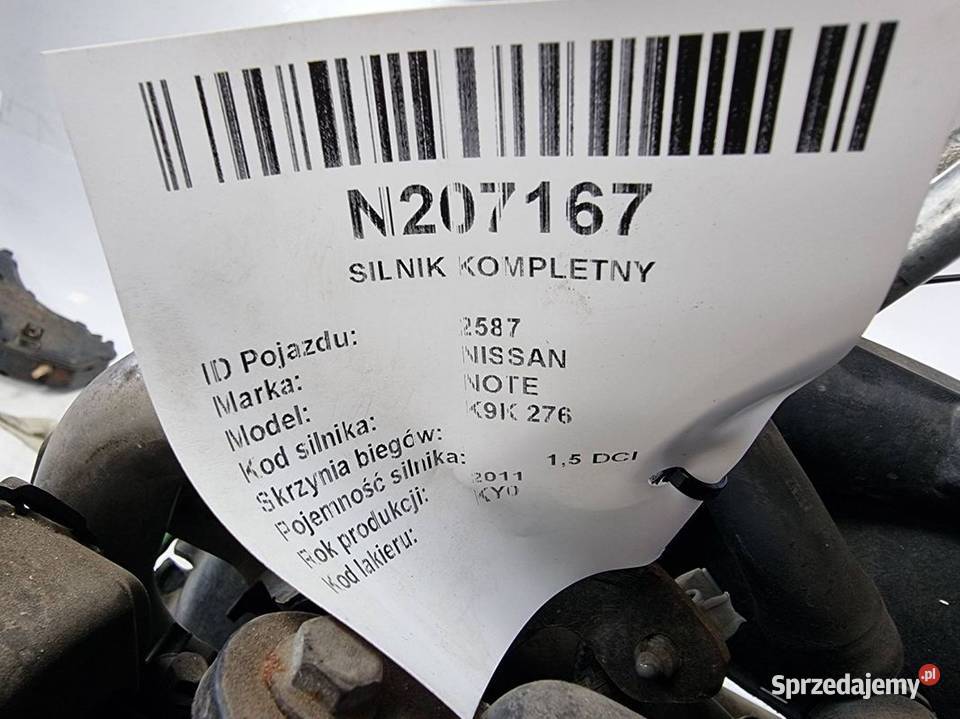 N207167
SILNIK KOMPLETNY
ID Pojazdu: 2587
Marka: NISSAN
Model: NOTE
Kod silnika: K9K 276
Skrzynia biegów:
Pojemność silnika: 1,5 DCI
Rok produkcji: 2011
Kod lakieru: KY0
Sprzedajemy.pl